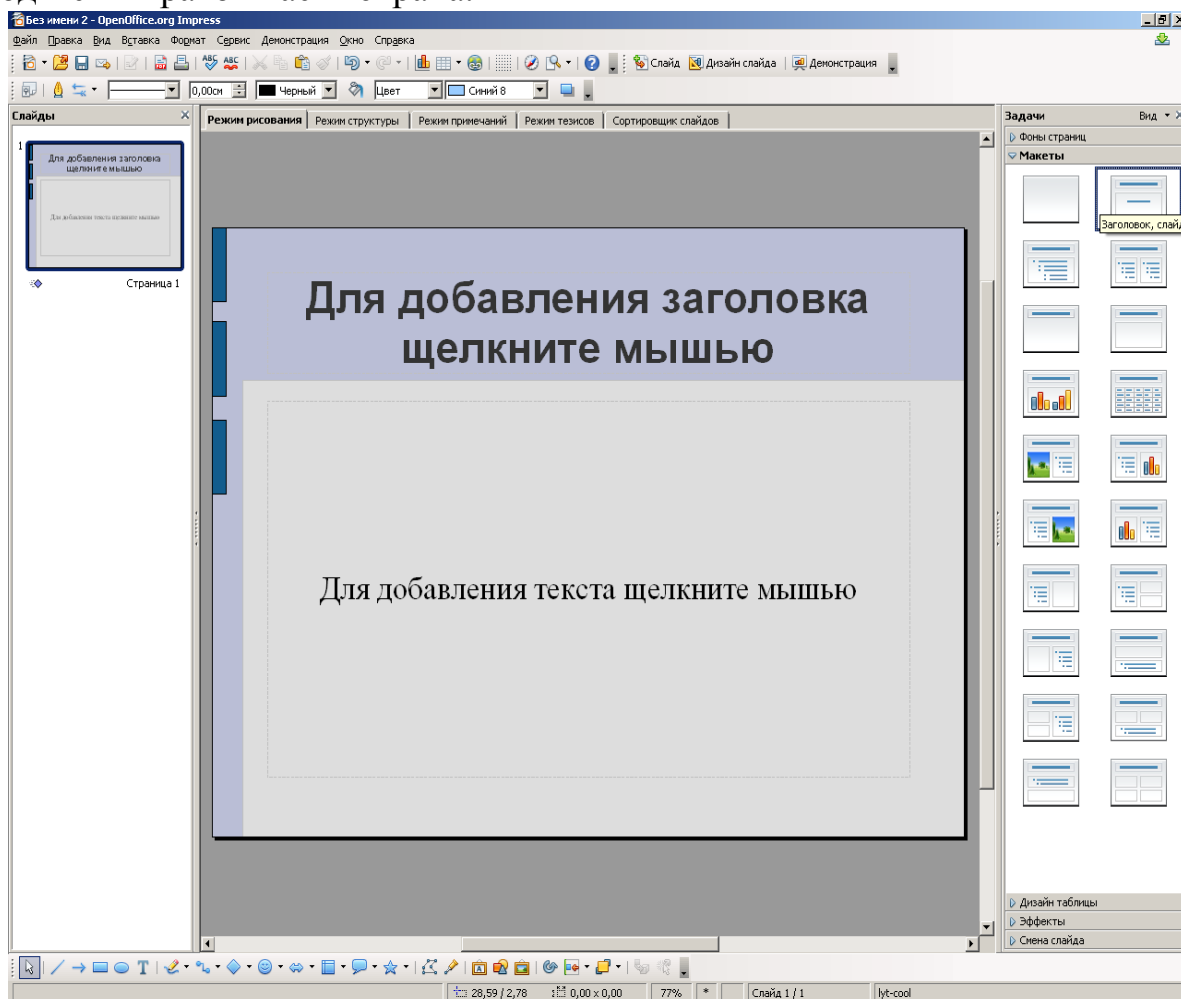 Без имени 2 - OpenOffice.org Impress
Файл Правка Вид Вставка Формат Сервис Демонстрация Окно Справка
Слайд Дизайн слайда Демонстрация
0,00см Черный Цвет Синий 8
Слайды
Режим рисования Режим структуры Режим примечаний Режим тезисов Сортировщик слайдов
Задачи Вид
Фоны страниц
Макеты
1
Для добавления заголовка
щелкните мышью
Для добавления текста щелкните мышью
Страница 1
Заголовок, слайд
Для добавления заголовка
щелкните мышью
Для добавления текста щелкните мышью
Дизайн таблицы
Эффекты
Смена слайда
28,59 / 2,78 0,00 x 0,00 77% * Слайд 1 / 1 lyt-cool